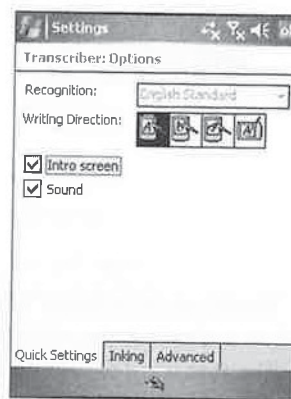 Settings
Transcriber: Options
Recognition: English Standard
Writing Direction:
Intro screen
Sound
Quick Settings Inking Advanced